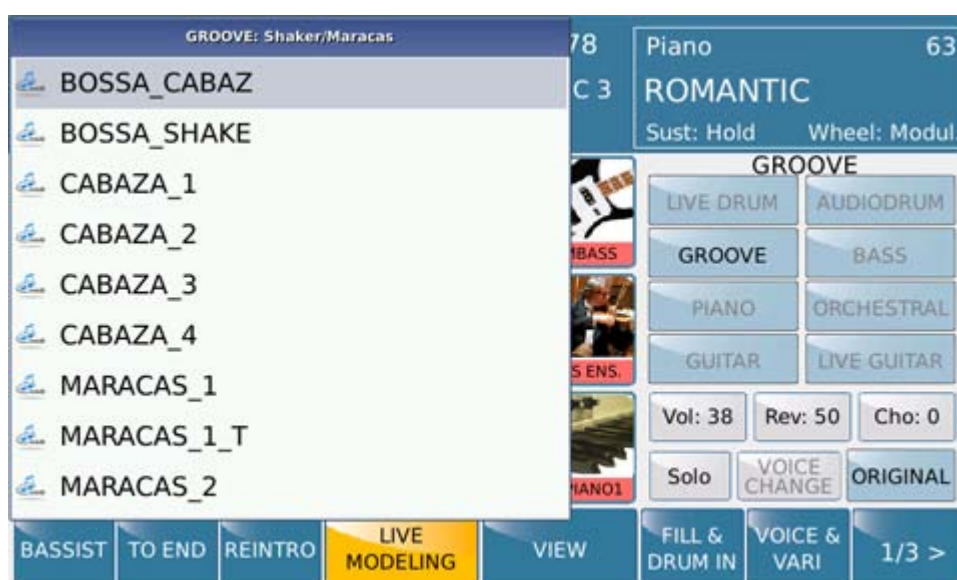 GROOVE: Shaker/Maracas
BOSSA_CABAZ
BOSSA_SHAKE
CABAZA_1
CABAZA_2
CABAZA_3
CABAZA_4
MARACAS_1
MARACAS_1_T
MARACAS_2
78
C 3
Piano 63
ROMANTIC
Sust: Hold Wheel: Modul.
GROOVE
LIVE DRUM AUDIODRUM
GROOVE BASS
PIANO ORCHESTRAL
GUITAR LIVE GUITAR
Vol: 38 Rev: 50 Cho: 0
Solo VOICE CHANGE ORIGINAL
ENS.
PIANO1
BASSIST TO END REINTRO LIVE MODELING VIEW FILL & DRUM IN VOICE & VARI 1/3 >